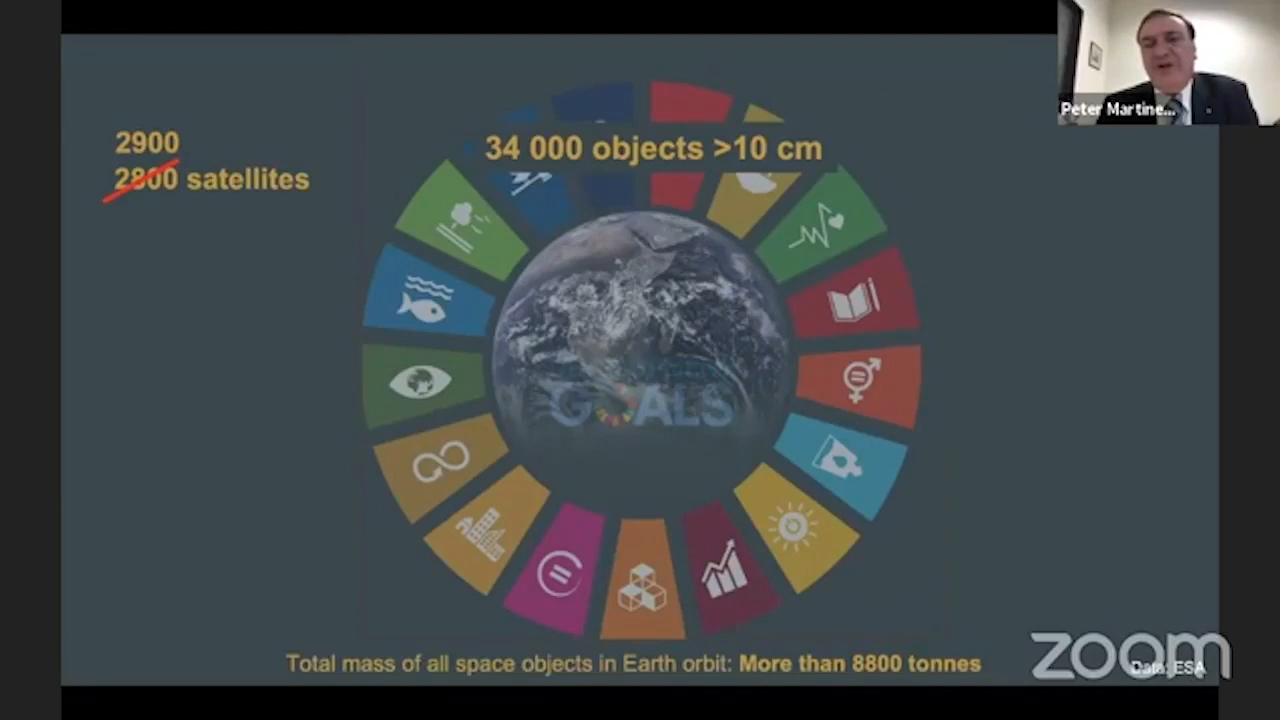 Peter Martine...
2900
2800 satellites
34 000 objects >10 cm
GOALS
Total mass of all space objects in Earth orbit: More than 8800 tonnes
zoom
Data: ESA